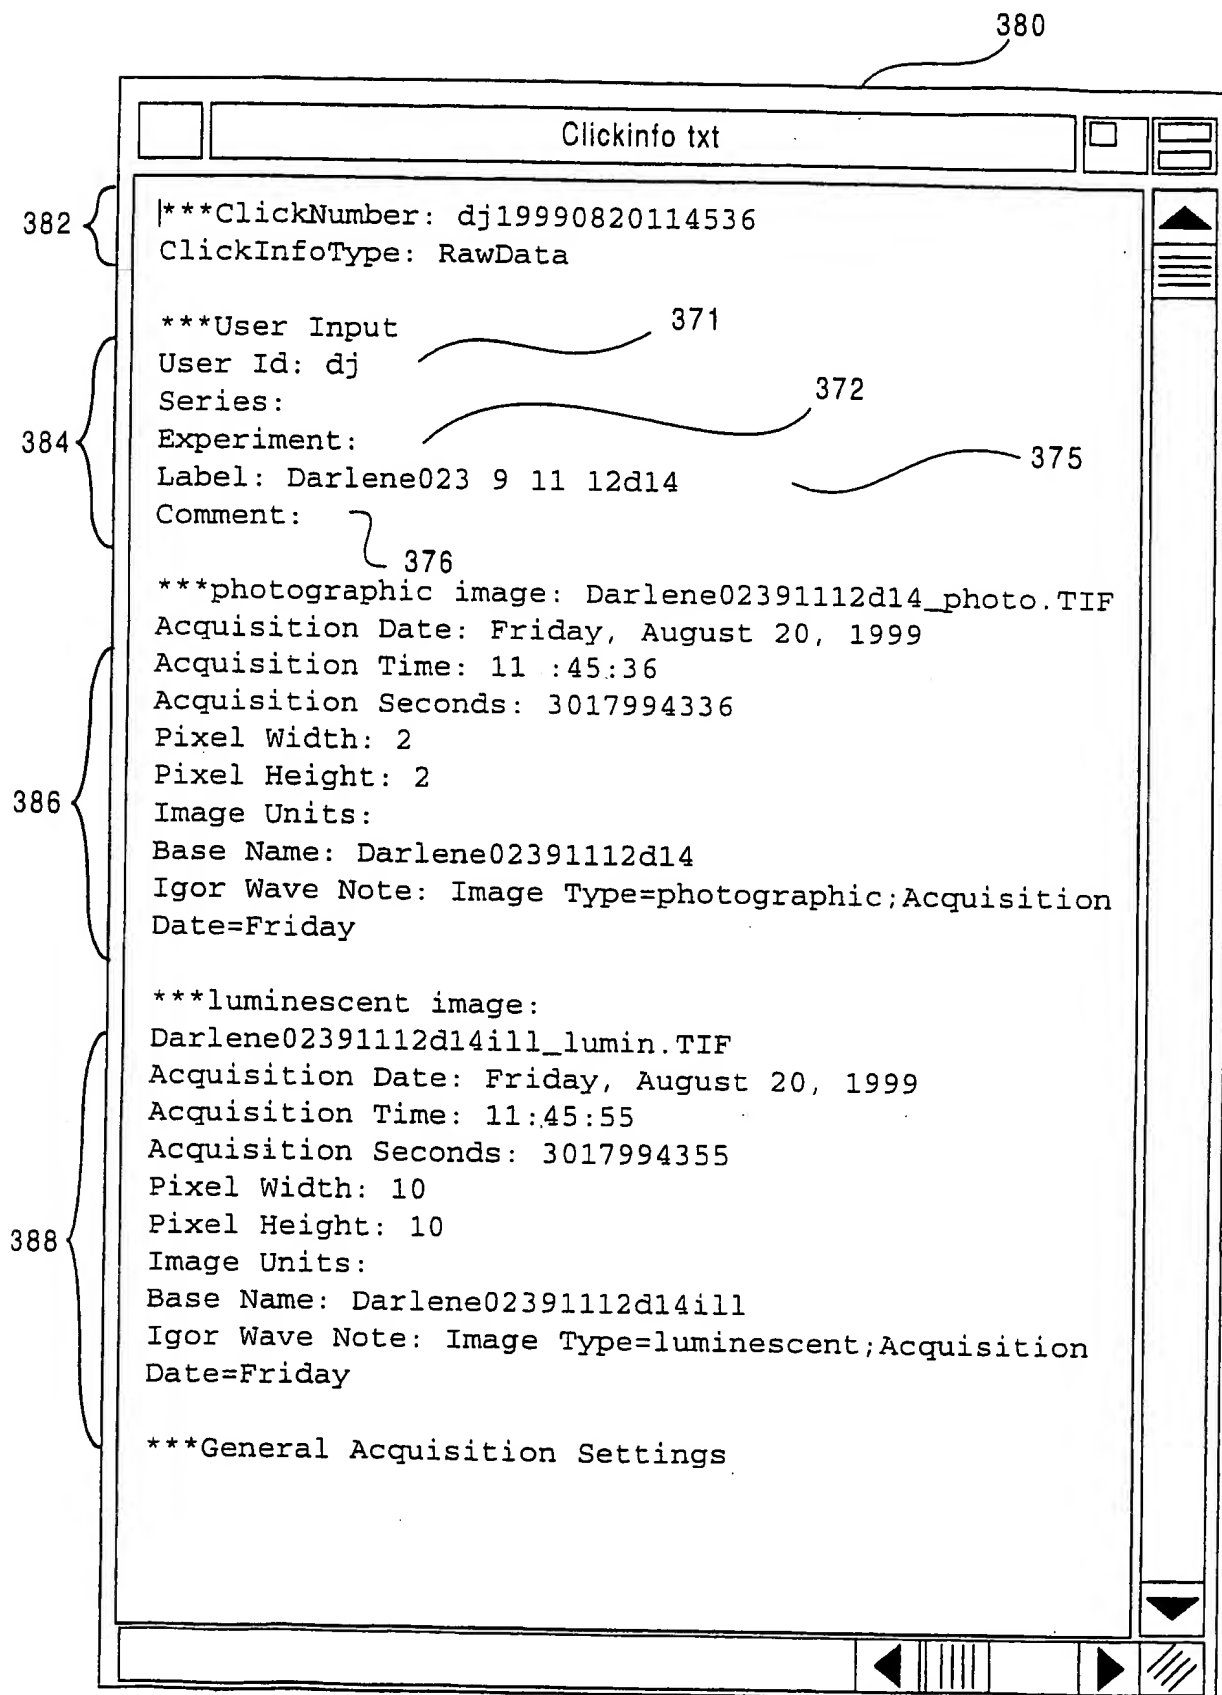 380
Clickinfo txt
382
***ClickNumber: dj19990820114536
ClickInfoType: RawData
***User Input
371
User Id: dj
Series:
372
384
Experiment:
375
Label: Darlene023 9 11 12d14
Comment:
376
***photographic image: Darlene02391112d14_photo.TIF
Acquisition Date: Friday, August 20, 1999
Acquisition Time: 11 :45:36
Acquisition Seconds: 3017994336
Pixel Width: 2
Pixel Height: 2
386
Image Units:
Base Name: Darlene02391112d14
Igor Wave Note: Image Type=photographic;Acquisition
Date=Friday
***luminescent image:
Darlene02391112d14ill_lumin.TIF
Acquisition Date: Friday, August 20, 1999
Acquisition Time: 11:45:55
Acquisition Seconds: 3017994355
Pixel Width: 10
Pixel Height: 10
388
Image Units:
Base Name: Darlene02391112d14ill
Igor Wave Note: Image Type=luminescent;Acquisition
Date=Friday
***General Acquisition Settings